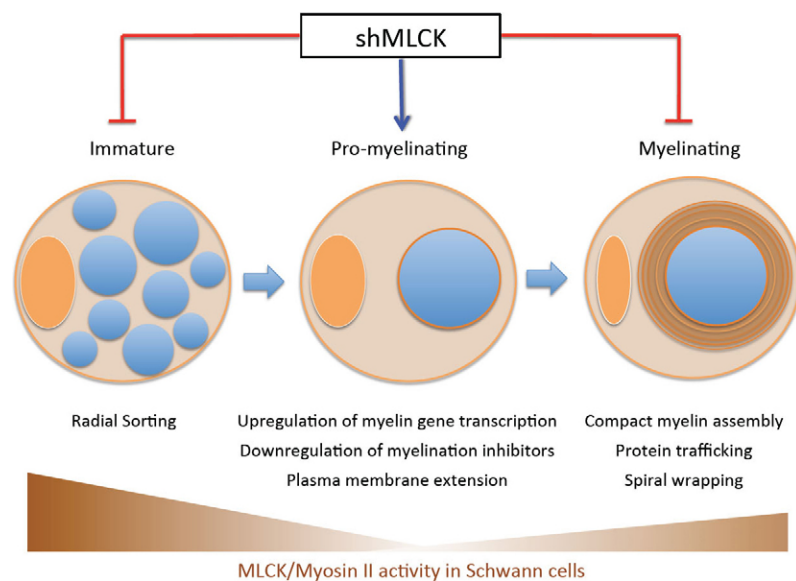 shMLCK
Immature
Pro-myelinating
Myelinating
Radial Sorting
Upregulation of myelin gene transcription
Downregulation of myelination inhibitors
Plasma membrane extension
Compact myelin assembly
Protein trafficking
Spiral wrapping
MLCK/Myosin II activity in Schwann cells